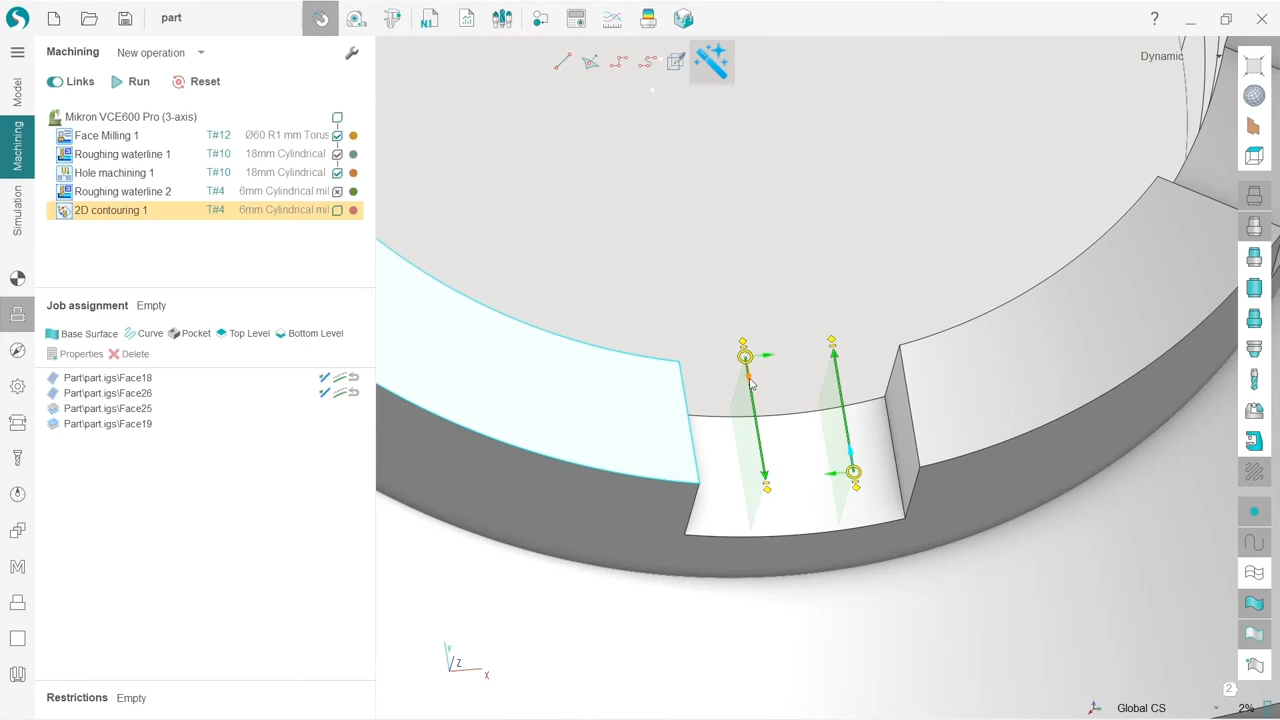 part
?
Machining New operation
Links Run Reset
Dynamic
Model
Machining
Simulation
Mikron VCE600 Pro (3-axis)
Face Milling 1 T#12 Ø60 R1 mm Torus
Roughing waterline 1 T#10 18mm Cylindrical
Hole machining 1 T#10 18mm Cylindrical
Roughing waterline 2 T#4 6mm Cylindrical mil
2D contouring 1 T#4 6mm Cylindrical mil
Job assignment Empty
Base Surface Curve Pocket Top Level Bottom Level
Properties Delete
Part\part.igs\Face18
Part\part.igs\Face26
Part\part.igs\Face25
Part\part.igs\Face19
Y
Z
X
Restrictions Empty
2
Global CS 2%